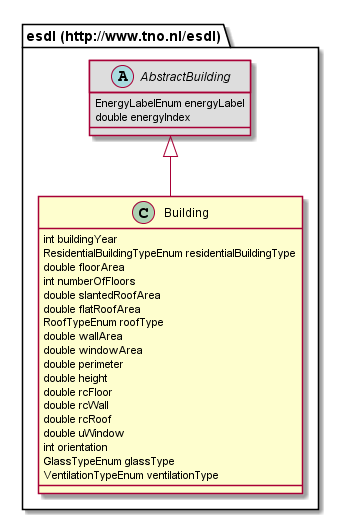 esdl (http://www.tno.nl/esdl)
A AbstractBuilding
EnergyLabelEnum energyLabel
double energyIndex
C Building
int buildingYear
ResidentialBuildingTypeEnum residentialBuildingType
double floorArea
int numberOfFloors
double slantedRoofArea
double flatRoofArea
RoofTypeEnum roofType
double wallArea
double windowArea
double perimeter
double height
double rcFloor
double rcWall
double rcRoof
double uWindow
int orientation
GlassTypeEnum glassType
VentilationTypeEnum ventilationType